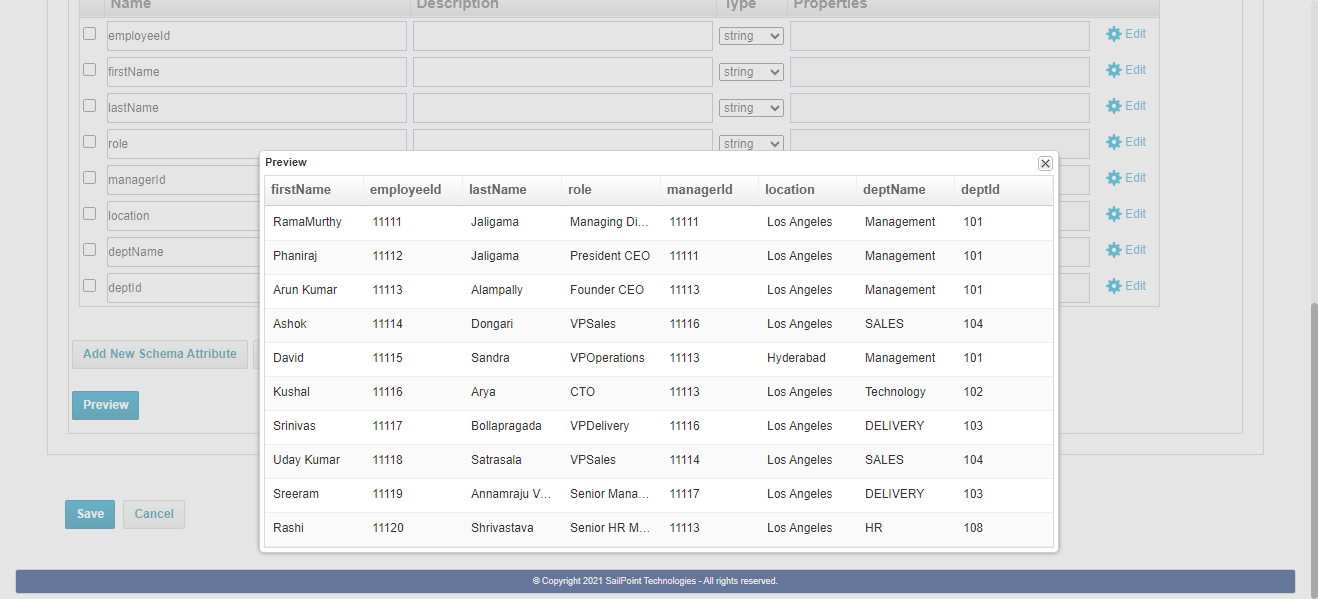 Name Description Type Properties
employeeId string Edit
firstName string Edit
lastName string Edit
role string Edit
managerId Edit
location Edit
deptName Edit
deptId Edit
Add New Schema Attribute
Preview
Save Cancel
Preview
firstName employeeId lastName role managerId location deptName deptId
RamaMurthy 11111 Jaligama Managing Di... 11111 Los Angeles Management 101
Phaniraj 11112 Jaligama President CEO 11111 Los Angeles Management 101
Arun Kumar 11113 Alampally Founder CEO 11113 Los Angeles Management 101
Ashok 11114 Dongari VPSales 11116 Los Angeles SALES 104
David 11115 Sandra VPOperations 11113 Hyderabad Management 101
Kushal 11116 Arya CTO 11113 Los Angeles Technology 102
Srinivas 11117 Bollapragada VPDelivery 11116 Los Angeles DELIVERY 103
Uday Kumar 11118 Satrasala VPSales 11114 Los Angeles SALES 104
Sreeram 11119 Annamraju V... Senior Mana... 11117 Los Angeles DELIVERY 103
Rashi 11120 Shrivastava Senior HR M... 11113 Los Angeles HR 108
© Copyright 2021 SailPoint Technologies - All rights reserved.